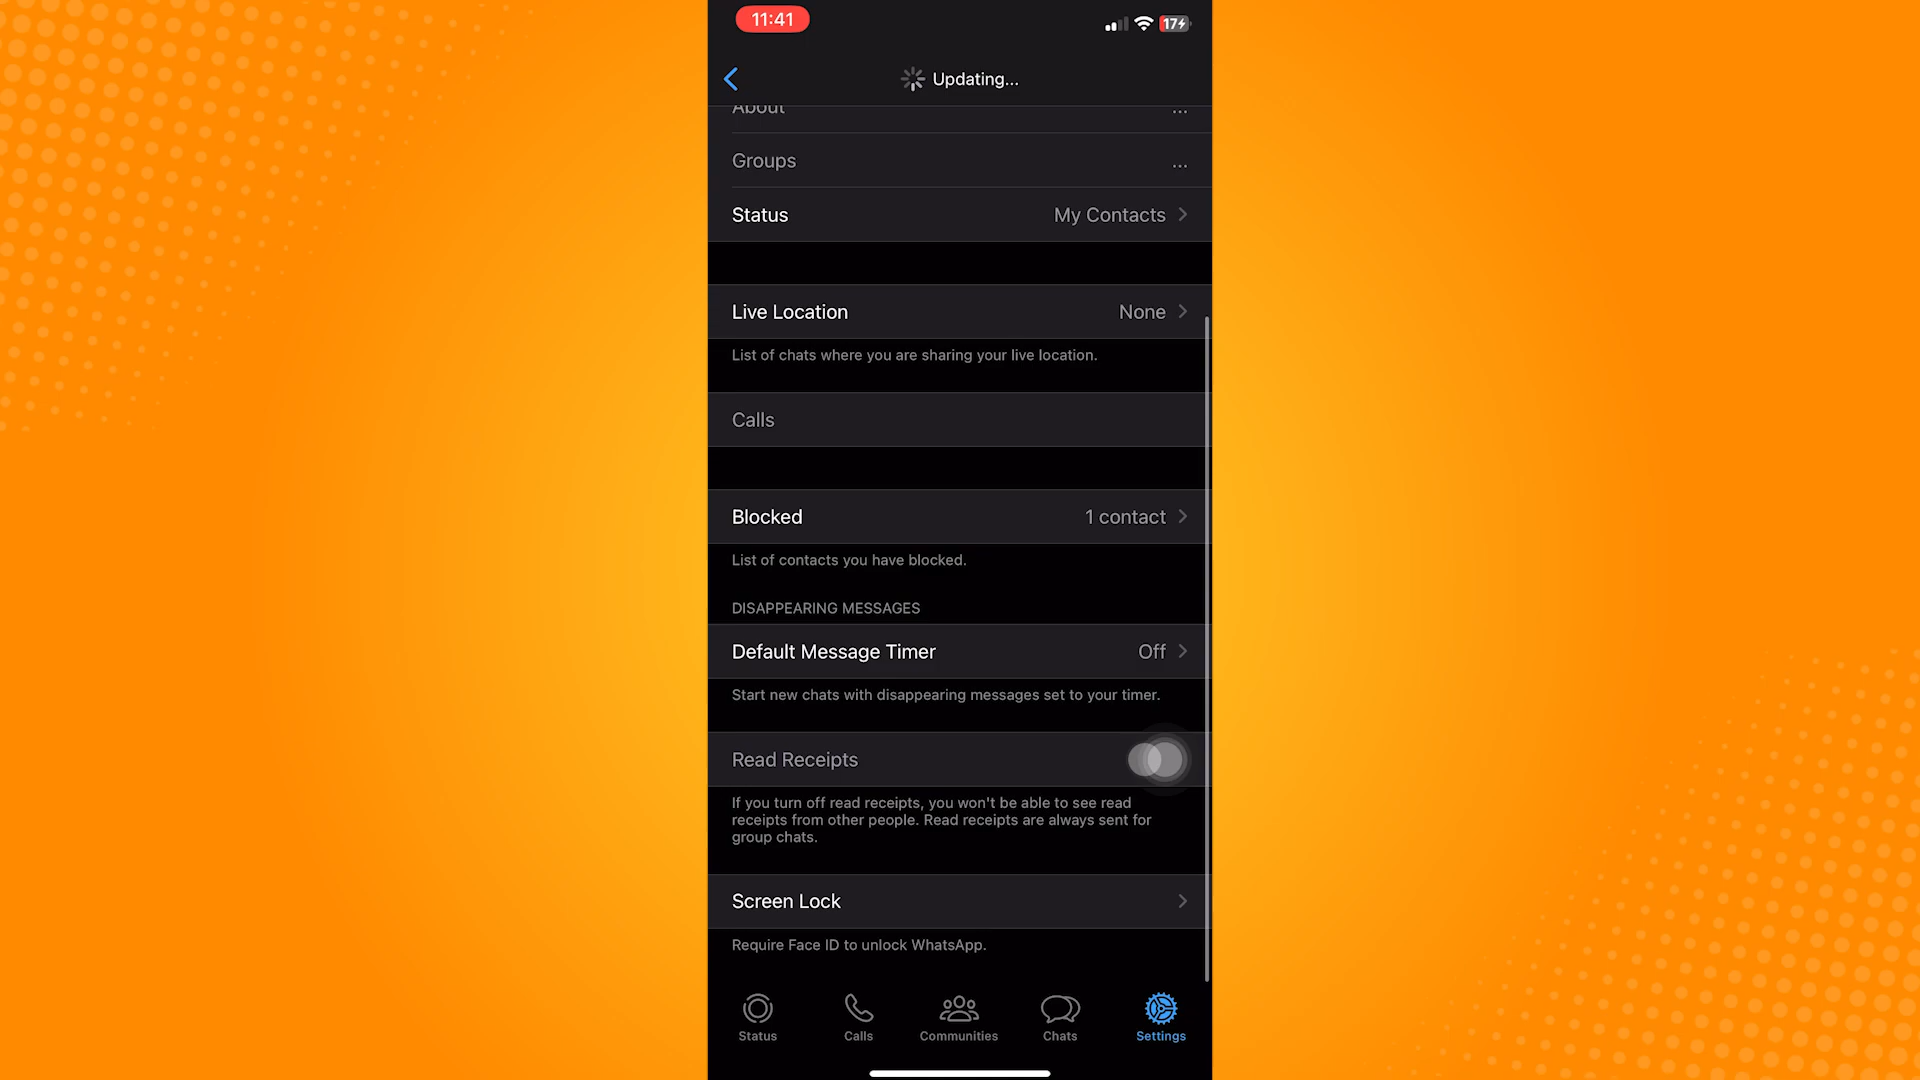 11:41
17
Updating...
About ...
Groups ...
Status My Contacts
Live Location None
List of chats where you are sharing your live location.
Calls
Blocked 1 contact
List of contacts you have blocked.
DISAPPEARING MESSAGES
Default Message Timer Off
Start new chats with disappearing messages set to your timer.
Read Receipts
If you turn off read receipts, you won't be able to see read
receipts from other people. Read receipts are always sent for
group chats.
Screen Lock
Require Face ID to unlock WhatsApp.
Status Calls Communities Chats Settings